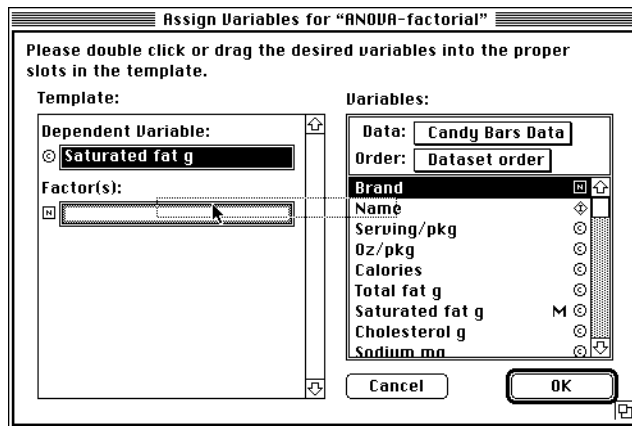 Assign Variables for “ANOVA-factorial”
Please double click or drag the desired variables into the proper
slots in the template.
Template:
Dependent Variable:
C Saturated fat g
Factor(s):
N
Variables:
Data: Candy Bars Data
Order: Dataset order
Brand N
Name I
Serving/pkg C
Oz/pkg C
Calories C
Total fat g C
Saturated fat g M C
Cholesterol g C
Sodium mg C
Cancel OK